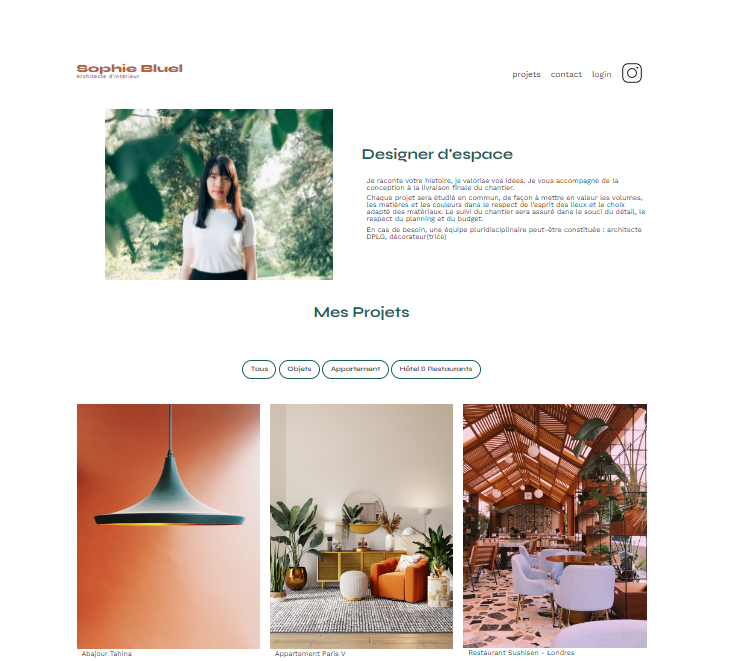 Sophie Bluel
Architecte d'intérieur
projets contact login
Designer d'espace
Je raconte votre histoire, je valorise vos idées. Je vous accompagne de la
conception à la livraison finale du chantier.
Chaque projet sera étudié en commun, de façon à mettre en valeur les volumes,
les matières et les couleurs dans le respect de l'esprit des lieux et le choix
adapté des matériaux. Le suivi du chantier sera assuré dans le souci du détail, le
respect du planning et du budget.
En cas de besoin, une équipe pluridisciplinaire peut-être constituée : architecte
DPLG, décorateur(trice)
Mes Projets
Tous Objets Appartement Hôtel & Restaurants
Abajour Tahina
Appartement Paris V
Restaurant Sushisen - Londres